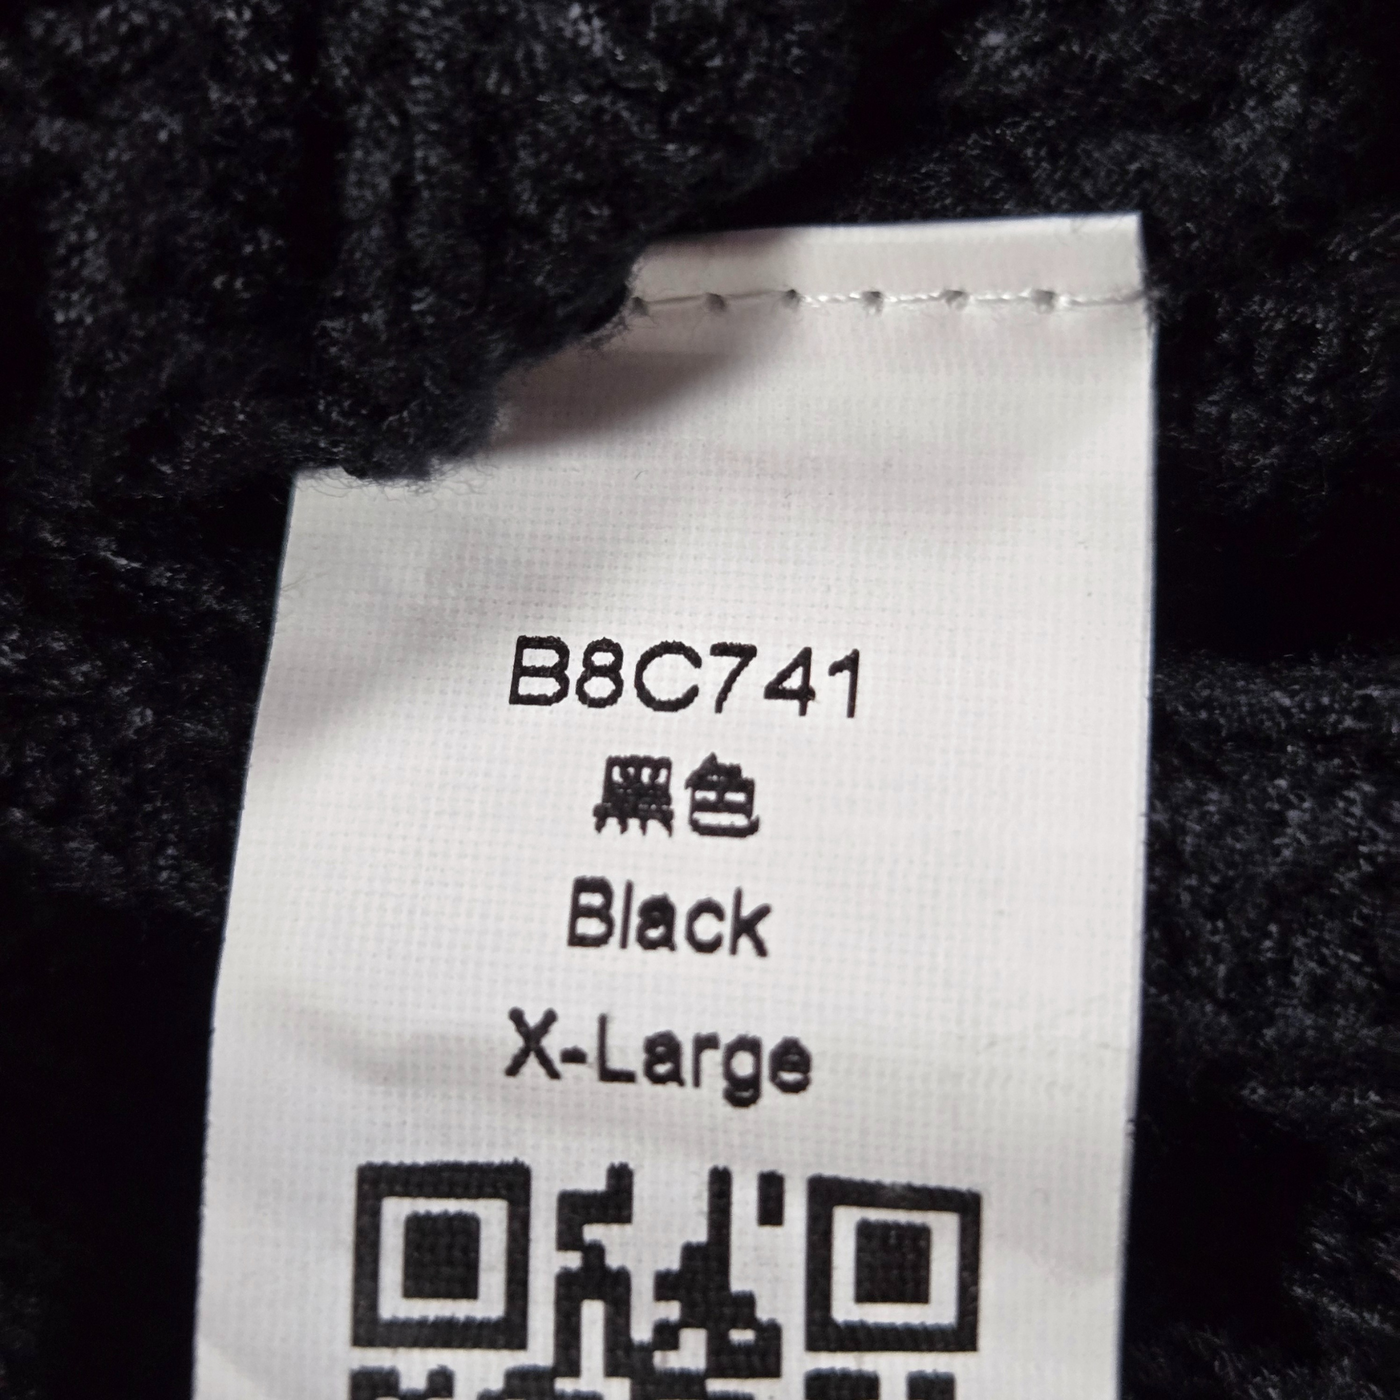 B8C741
黑色
Black
X-Large